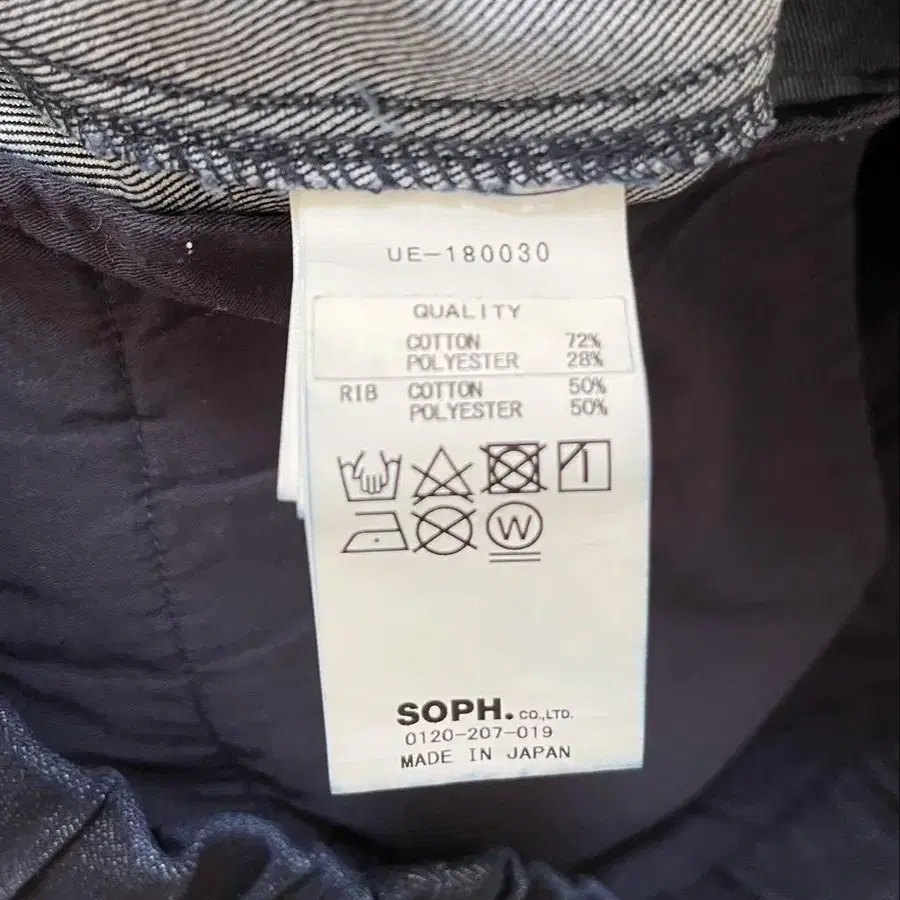 UE-180030
QUALITY
COTTON 72%
POLYESTER 28%
RIB COTTON 50%
POLYESTER 50%
W
SOPH. CO.,LTD.
0120-207-019
MADE IN JAPAN